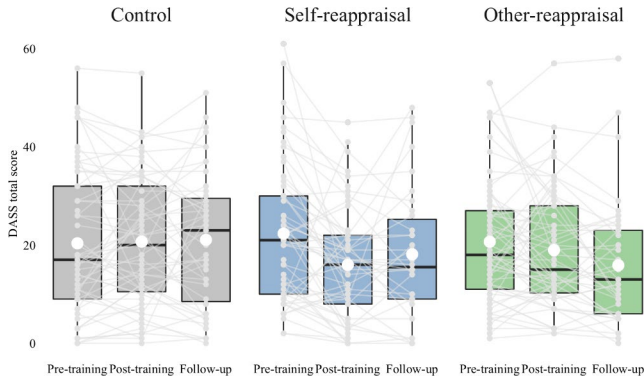 Control Self-reappraisal Other-reappraisal
60
40
20
0
DASS total score
Pre-training Post-training Follow-up Pre-training Post-training Follow-up Pre-training Post-training Follow-up